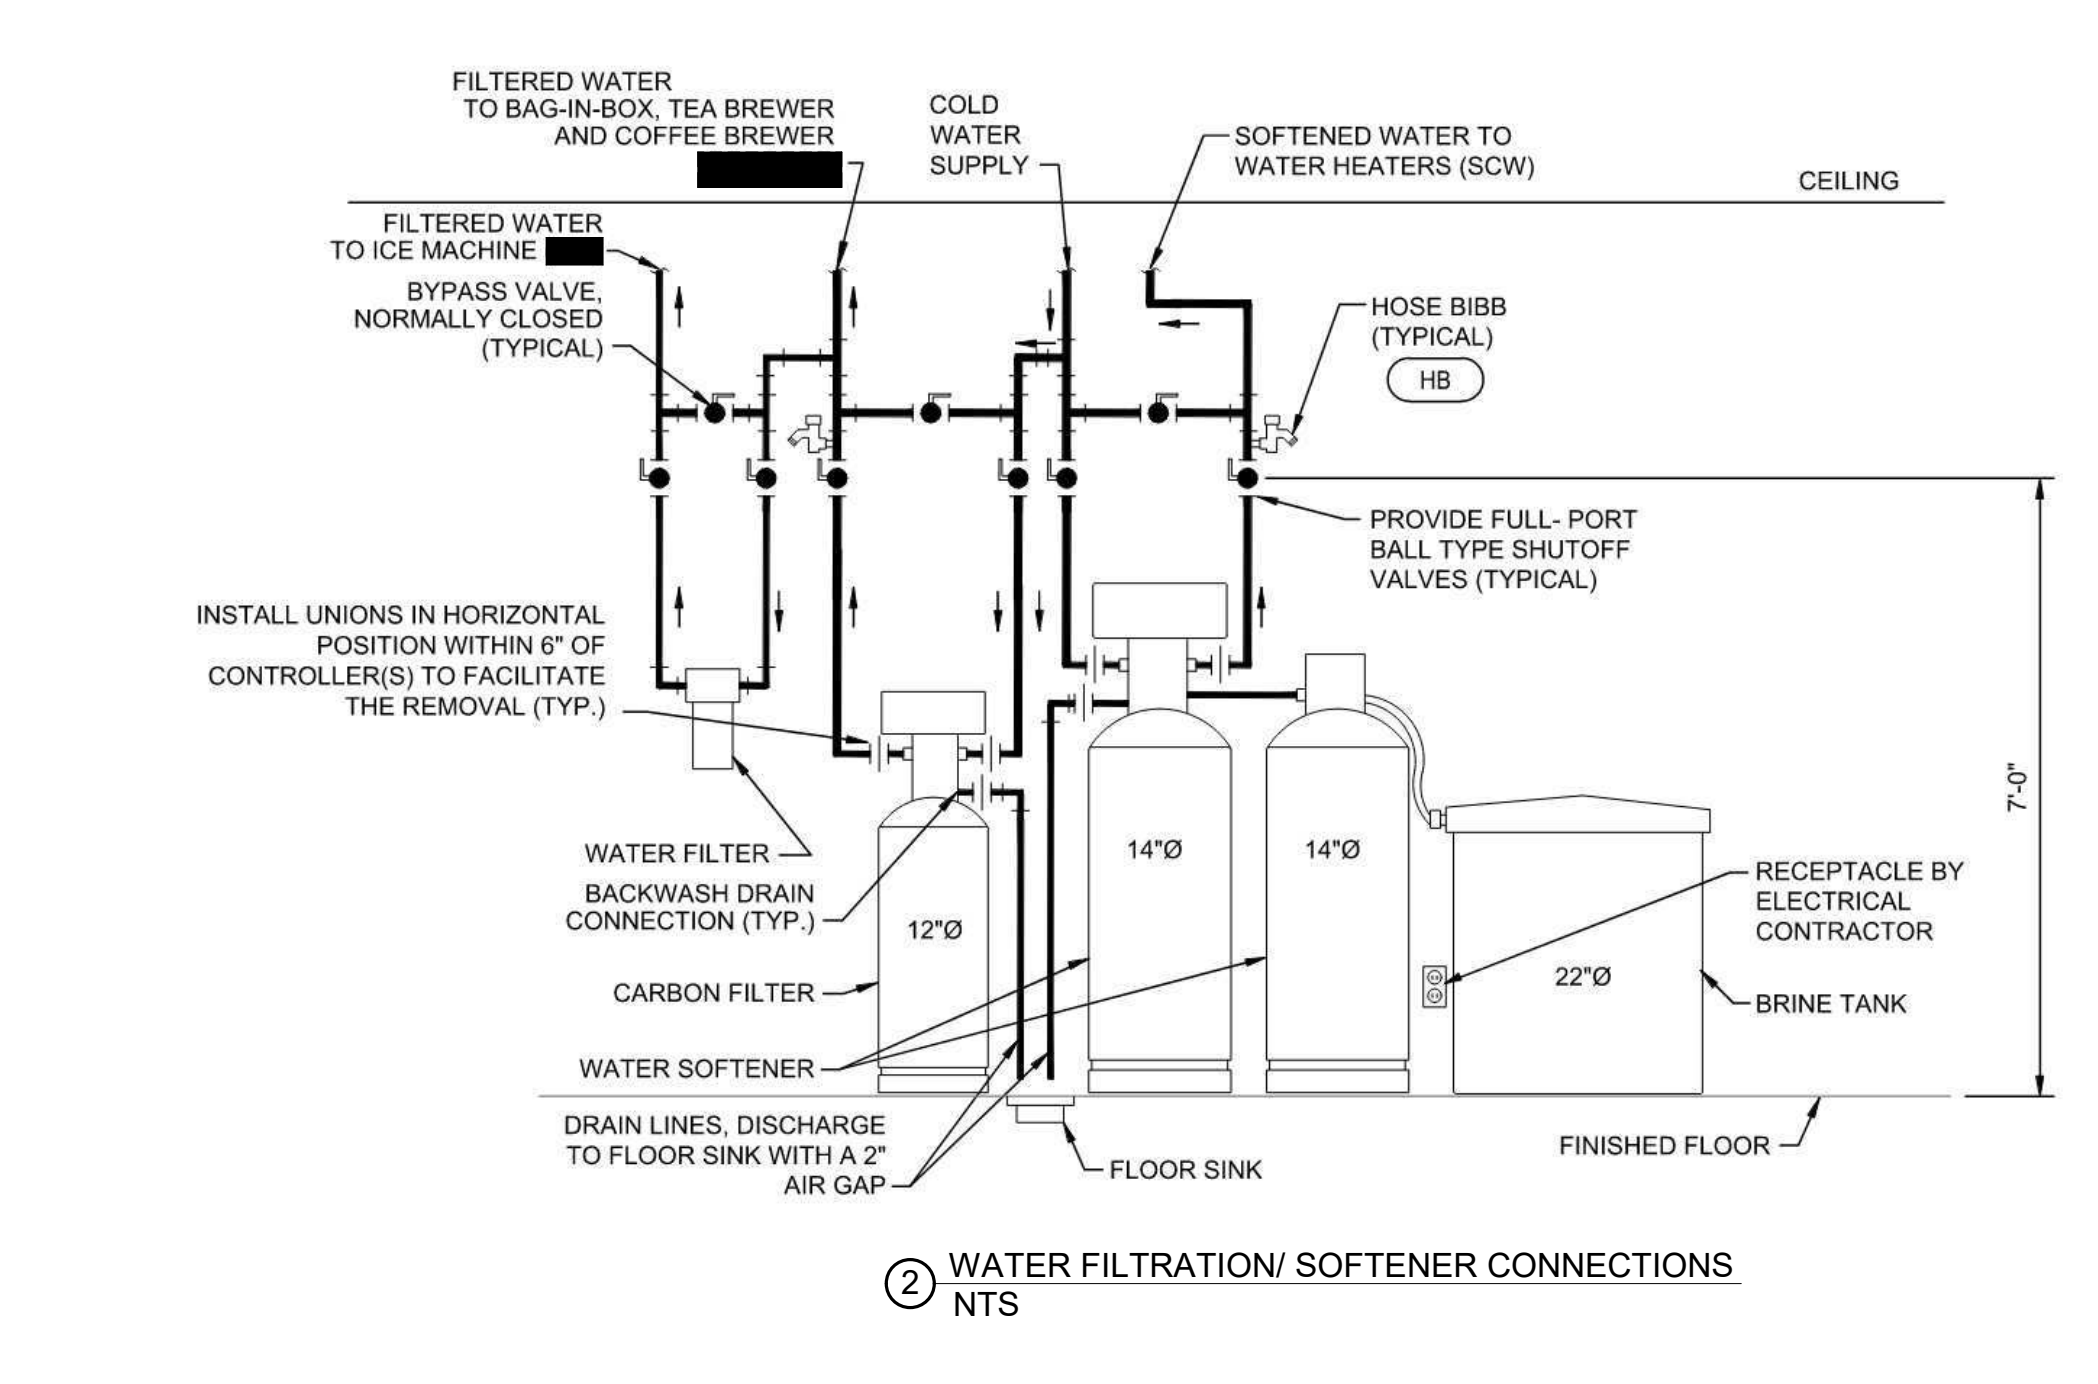 FILTERED WATER
TO BAG-IN-BOX, TEA BREWER
AND COFFEE BREWER
COLD
WATER
SUPPLY
SOFTENED WATER TO
WATER HEATERS (SCW)
CEILING
FILTERED WATER
TO ICE MACHINE
BYPASS VALVE,
NORMALLY CLOSED
(TYPICAL)
HOSE BIBB
(TYPICAL)
HB
PROVIDE FULL- PORT
BALL TYPE SHUTOFF
VALVES (TYPICAL)
INSTALL UNIONS IN HORIZONTAL
POSITION WITHIN 6" OF
CONTROLLER(S) TO FACILITATE
THE REMOVAL (TYP.)
7'-0"
WATER FILTER
BACKWASH DRAIN
CONNECTION (TYP.)
12"Ø
14"Ø
14"Ø
22"Ø
RECEPTACLE BY
ELECTRICAL
CONTRACTOR
CARBON FILTER
BRINE TANK
WATER SOFTENER
DRAIN LINES, DISCHARGE
TO FLOOR SINK WITH A 2"
AIR GAP
FLOOR SINK
FINISHED FLOOR
2
WATER FILTRATION/ SOFTENER CONNECTIONS
NTS